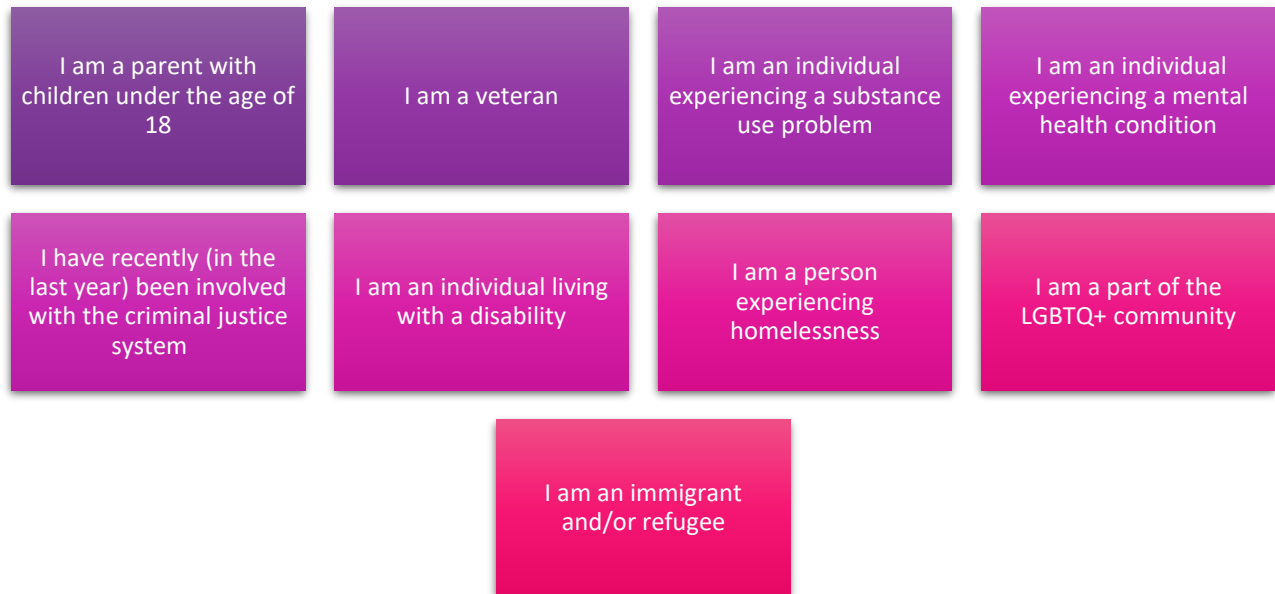 I am a parent with
children under the age of
18
I am a veteran
I am an individual
experiencing a substance
use problem
I am an individual
experiencing a mental
health condition
I have recently (in the
last year) been involved
with the criminal justice
system
I am an individual living
with a disability
I am a person
experiencing
homelessness
I am a part of the
LGBTQ+ community
I am an immigrant
and/or refugee